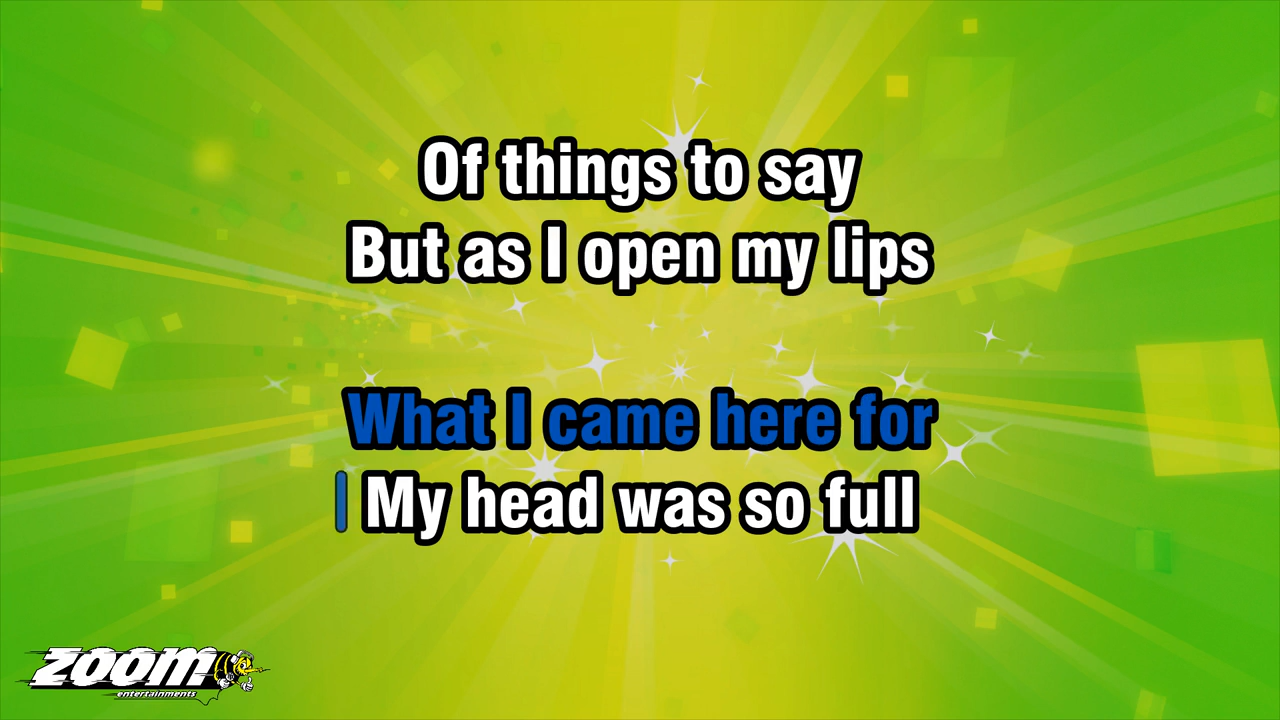 Of things to say
But as I open my lips
What I came here for
My head was so full
zoom
entertainments